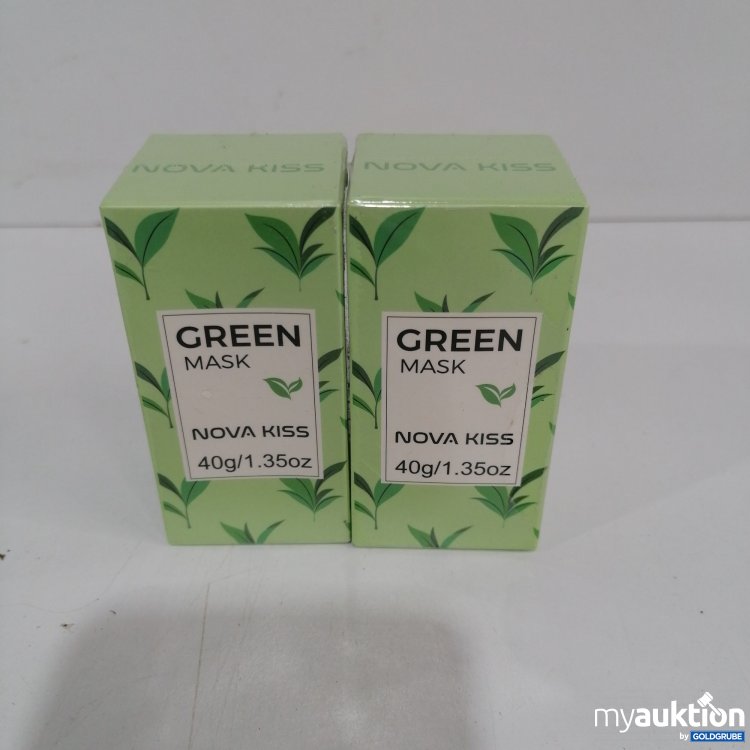 NOVA KISS
GREEN
MASK
NOVA KISS
40g/1.35oz
NOVA KISS
GREEN
MASK
NOVA KISS
40g/1.35oz
myauktion
by GOLDGRUBE